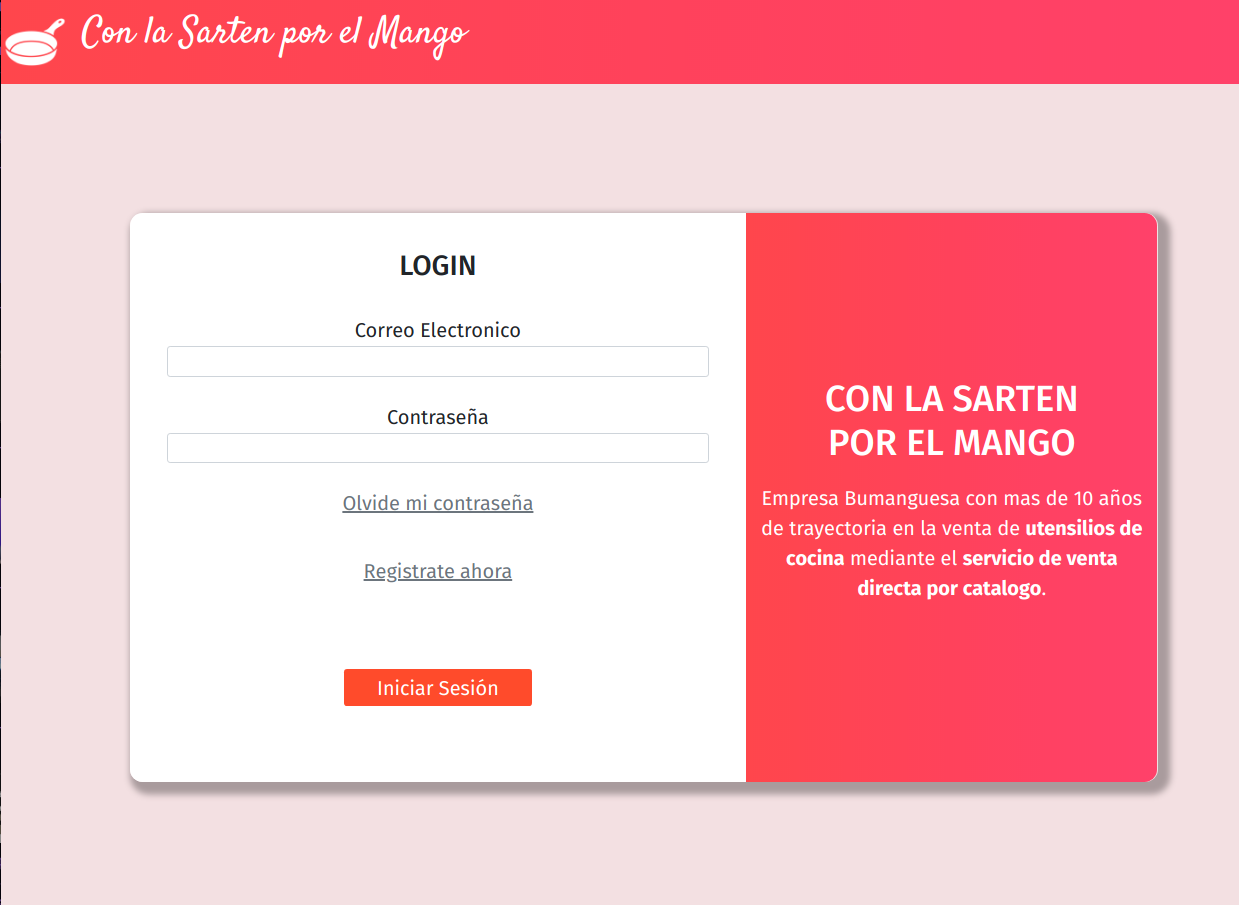 Con la Sarten por el Mango
LOGIN
Correo Electronico
Contraseña
Olvide mi contraseña
Registrate ahora
Iniciar Sesión
CON LA SARTEN
POR EL MANGO
Empresa Bumanguesa con mas de 10 años
de trayectoria en la venta de utensilios de
cocina mediante el servicio de venta
directa por catalogo.